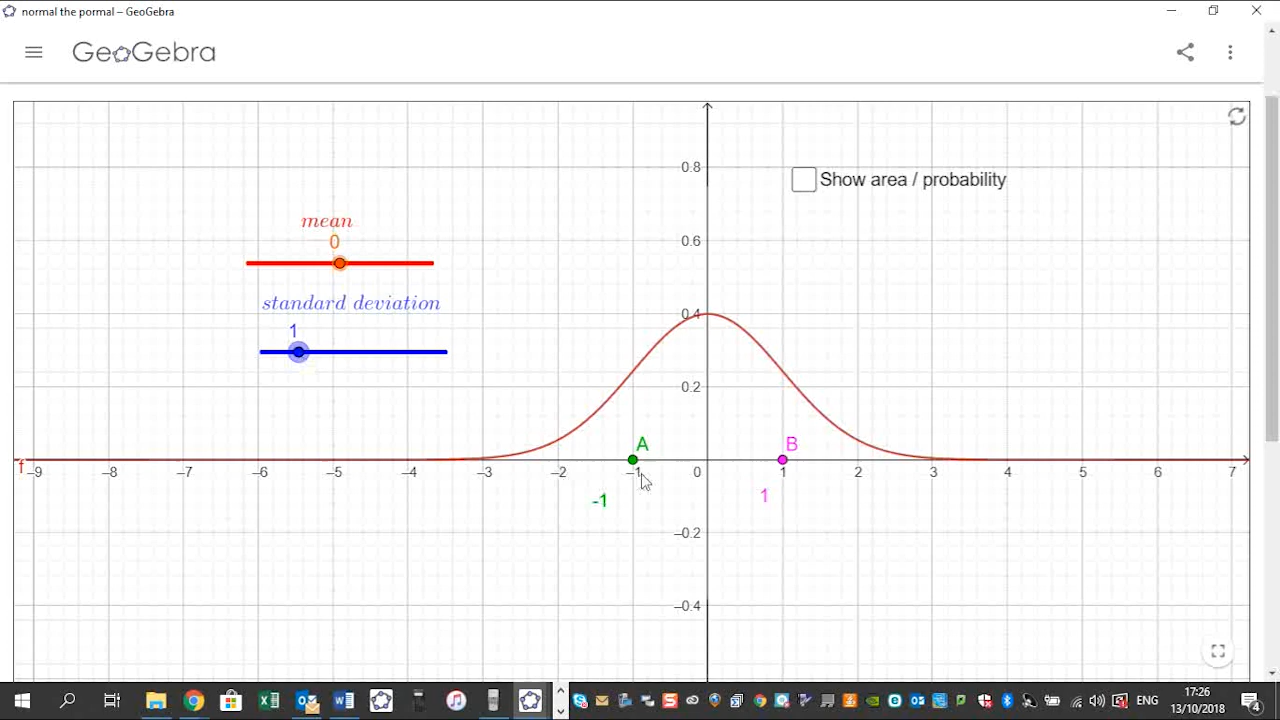 normal the pormal – GeoGebra
GeoGebra
0.8
Show area / probability
mean
0
0.6
standard deviation
1
0.4
0.2
A
B
f
–9 –8 –7 –6 –5 –4 –3 –2 –1 0 1 2 3 4 5 6 7
-1
1
–0.2
–0.4
ENG
17:26
13/10/2018
4